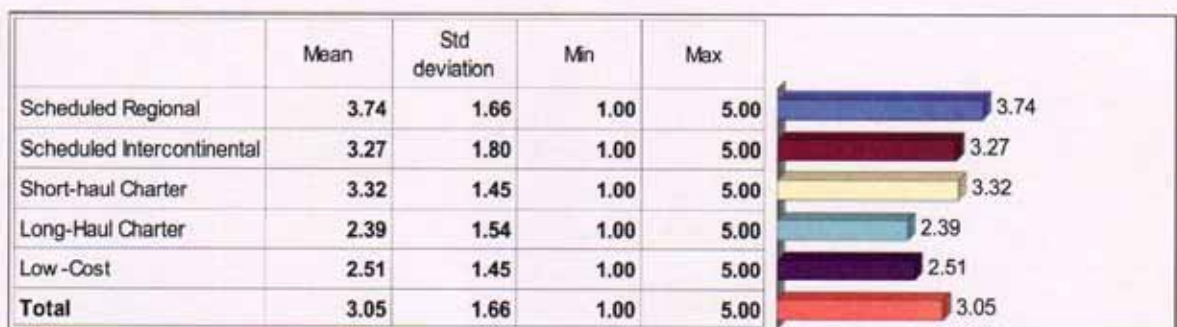 Mean Std deviation Min Max
Scheduled Regional 3.74 1.66 1.00 5.00 3.74
Scheduled Intercontinental 3.27 1.80 1.00 5.00 3.27
Short-haul Charter 3.32 1.45 1.00 5.00 3.32
Long-Haul Charter 2.39 1.54 1.00 5.00 2.39
Low-Cost 2.51 1.45 1.00 5.00 2.51
Total 3.05 1.66 1.00 5.00 3.05